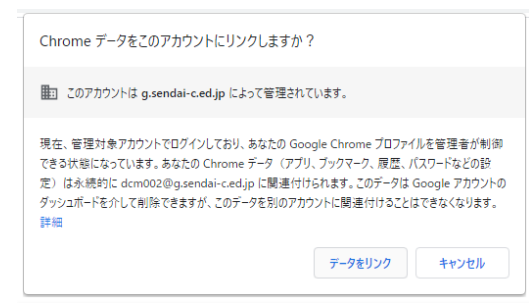 Chrome データをこのアカウントにリンクしますか？
このアカウントは g.sendai-c.ed.jp によって管理されています。
現在、管理対象アカウントでログインしており、あなたの Google Chrome プロファイルを管理者が制御
できる状態になっています。あなたの Chrome データ（アプリ、ブックマーク、履歴、パスワードなどの設
定）は永続的に dcm002@g.sendai-c.ed.jp に関連付けられます。このデータは Google アカウントの
ダッシュボードを介して削除できますが、このデータを別のアカウントに関連付けることはできなくなります。
詳細
データをリンク
キャンセル